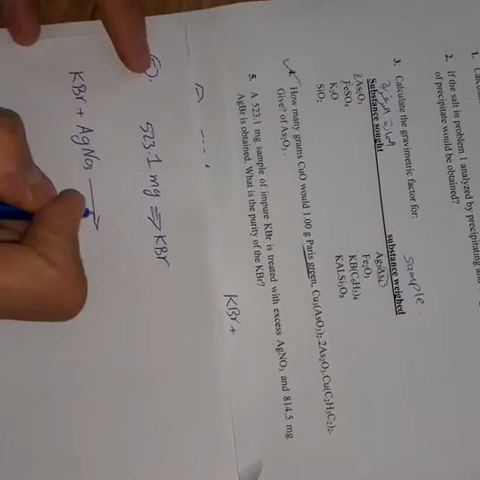 1. Calcul
2. If the salt in problem 1 analyzed by precipitating and
of precipitate would be obtained?
sample.
3. Calculate the gravimetric factor for:
المادة
Substance sought substance weighed
2As₂O₃ Ag₃AsO₄
FeSO₄ Fe₂O₃
K₂O KB(C₆H₅)₄
SiO₂ KAlSi₃O₈
4. How many grams CuO would 1.00 g Paris green, Cu₃(AsO₃)₂.2As₂O₃.Cu(C₂H₃C₂)₂.
Give? of As₂O₃.
5. A 523.1 mg sample of impure KBr is treated with excess AgNO₃ and 814.5 mg
AgBr is obtained. What is the purity of the KBr?
KBr +
5.
523.1 mg ⇒ KBr
KBr + AgNO₃ →